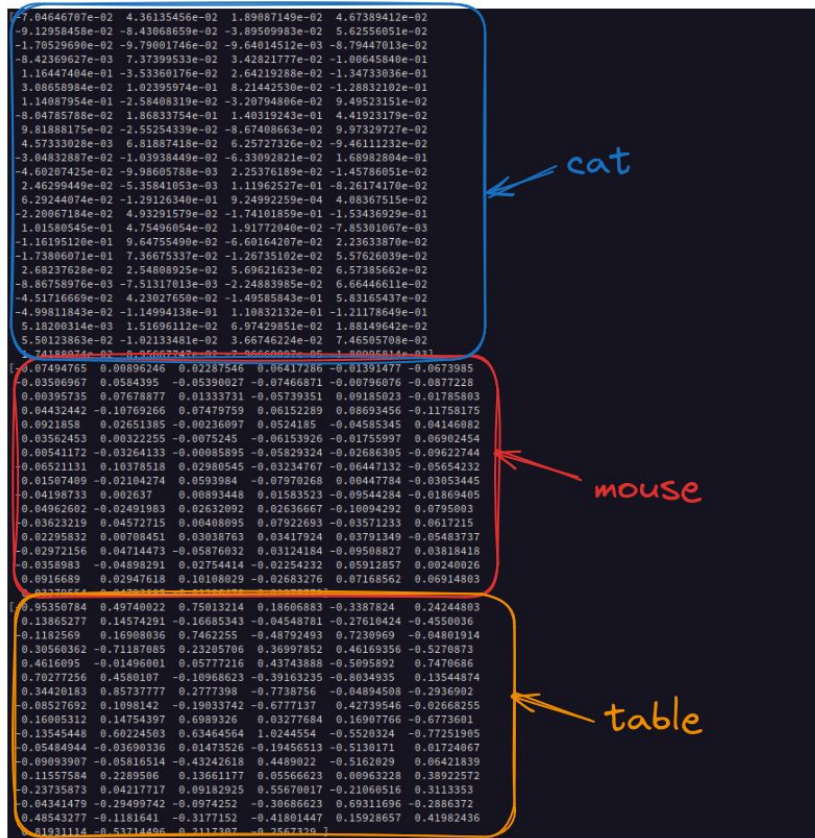 [-7.04646707e-02 4.36135456e-02 1.89087149e-02 4.67389412e-02
-9.12958458e-02 -8.43068659e-02 -3.89509983e-02 5.62556051e-02
-1.70529690e-02 -9.79001746e-02 -9.64014512e-03 -8.79447013e-02
-8.42369627e-03 7.37399533e-02 3.42821777e-02 -1.00645840e-01
1.16447404e-01 -3.53360176e-02 2.64219288e-02 -1.34733036e-01
3.08658984e-02 1.02395974e-01 8.21442530e-02 -1.28832102e-01
1.14087954e-01 -2.58408319e-02 -3.20794806e-02 9.49523151e-02
-8.04785788e-02 1.86833754e-01 1.40319243e-01 4.41923179e-02
9.81888175e-02 -2.55254339e-02 -8.67408663e-02 9.97329727e-02
4.57333028e-03 6.81887418e-02 6.25727326e-02 -9.46111232e-02
-3.04832887e-02 -1.03938449e-02 -6.33092821e-02 1.68982804e-01
-4.60207425e-02 -9.98605788e-03 2.25376189e-02 -1.45786051e-02
2.46299449e-02 -5.35841053e-03 1.11962527e-01 -8.26174170e-02
6.29244074e-02 -1.29126340e-01 9.24992259e-04 4.08367515e-02
-2.20067184e-02 4.93291579e-02 -1.74101859e-01 -1.53436929e-01
1.01580545e-01 4.75496054e-02 1.91772040e-02 -7.85301067e-03
-1.16195120e-01 9.64755490e-02 -6.60164207e-02 2.23633870e-02
-1.73806071e-01 7.36675337e-02 -1.26735102e-02 5.57626039e-02
2.68237628e-02 2.54808925e-02 5.69621623e-02 6.57385662e-02
-8.86758976e-03 -7.51317013e-03 -2.24883985e-02 6.66446611e-02
-4.51716669e-02 4.23027650e-02 -1.49585843e-01 5.83165437e-02
-4.99811843e-02 -1.14994138e-01 1.10832132e-01 -1.21178649e-01
5.18200314e-03 1.51696112e-02 6.97429851e-02 1.88149642e-02
5.50123863e-02 -1.02133481e-01 3.66746224e-02 7.46505708e-02
cat
[-0.07494765 0.00896246 0.02287546 0.06417286 -0.01391477 -0.0673985
-0.03506967 0.0584395 -0.05390027 -0.07466871 -0.00796076 -0.0877228
0.00395735 0.07678877 0.01333731 -0.05739351 0.09185023 -0.01785803
0.04432442 -0.10769266 0.07479759 0.06152289 0.08693456 -0.11758175
0.0921858 0.02651385 -0.00236097 0.0524185 -0.04585345 0.04146082
0.03562453 0.00322255 -0.0075245 -0.06153926 -0.01755997 0.06902454
0.00541172 -0.03264133 -0.00085895 -0.05829324 -0.02686305 -0.09622744
-0.06521131 0.10378518 0.02980545 -0.03234767 -0.06447132 -0.05654232
0.01507409 -0.02104274 0.0593984 -0.07970268 0.00447784 -0.03053445
-0.04198733 0.002637 0.00893448 0.01583523 -0.09544284 -0.01869405
0.04962602 -0.02491983 0.02632092 0.02636667 -0.10094292 0.0795003
-0.03623219 0.04572715 0.00408095 0.07922693 -0.03571233 0.0617215
0.02295832 0.00708451 0.03038763 0.03417924 0.03791349 -0.05483737
-0.02972156 0.04714473 -0.05876032 0.03124184 -0.09508827 0.03818418
-0.0358983 -0.04898291 0.02754414 -0.02254232 0.05912857 0.00240026
0.0916689 0.02947618 0.10108029 -0.02683276 0.07168562 0.06914803
mouse
[-0.95350784 0.49740022 0.75013214 0.18606883 -0.3387824 0.24244803
0.13865277 0.14574291 -0.16685343 -0.04548781 -0.27610424 -0.4550036
-0.1182569 0.16908036 0.7462255 -0.48792493 0.7230969 -0.04801914
0.30560362 -0.71187085 0.23205706 0.36997852 0.46169356 -0.5270873
0.4616095 -0.01496001 0.05777216 0.43743888 -0.5095892 0.7470686
0.70277256 0.4580107 -0.10968623 -0.39163235 -0.8034935 0.13544874
0.34420183 0.85737777 0.2777398 -0.7738756 -0.04894508 -0.2936902
-0.08527692 0.1098142 -0.19033742 -0.6777137 0.42739546 -0.02668255
0.16005312 0.14754397 0.6989326 0.03277684 0.16907766 -0.6773601
-0.13545448 0.60224503 0.63464564 1.0244554 -0.5520324 -0.77251905
-0.05484944 -0.03690336 0.01473526 -0.19456513 -0.5130171 0.01724067
-0.09093907 -0.05816514 -0.43242618 0.4489022 -0.5162029 0.06421839
0.11557584 0.2289506 0.13661177 0.05566623 0.00963228 0.38922572
-0.23735873 0.04217717 0.09182925 0.55670017 -0.21060516 0.3113353
-0.04341479 -0.29499742 -0.0974252 -0.30686623 0.69311696 -0.2886372
0.48543277 -0.1181641 -0.3177152 -0.41801447 0.15928657 0.41982436
0.81931114 -0.53714496 0.2117307 -0.2567329 ]
table